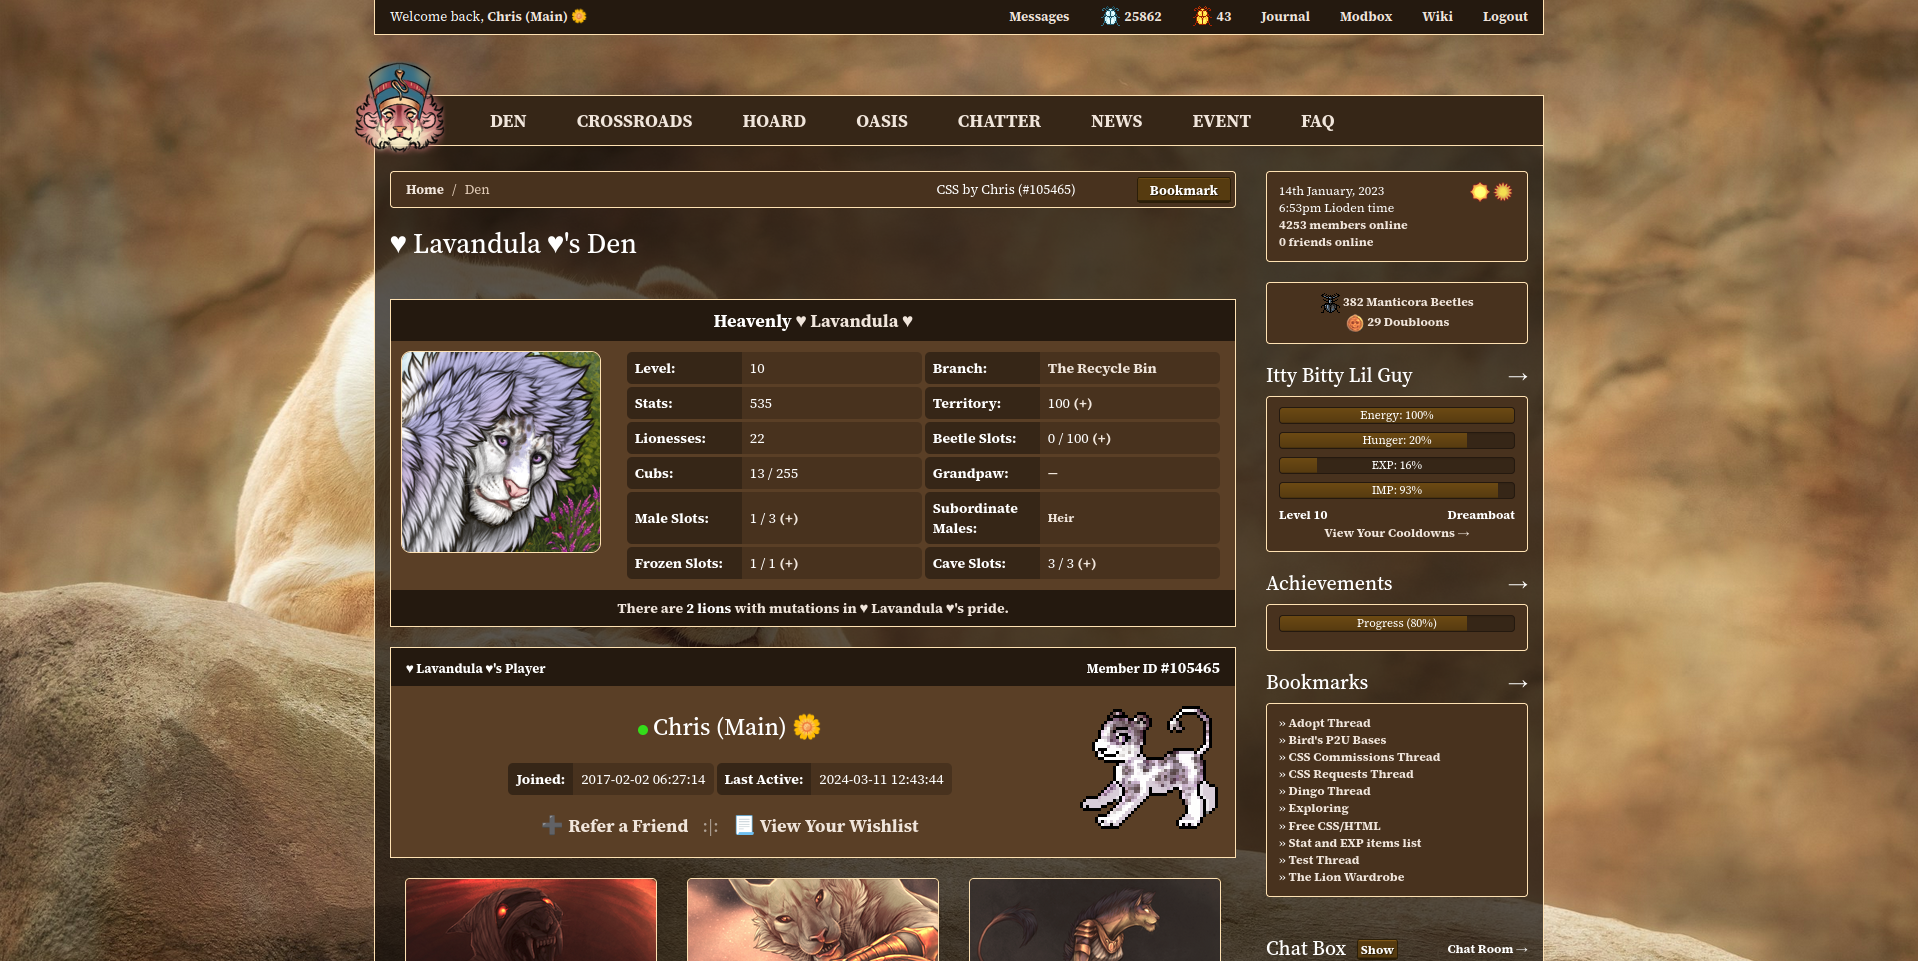 Welcome back, Chris (Main) 🌼
Messages 25862 43 Journal Modbox Wiki Logout
DEN CROSSROADS HOARD OASIS CHATTER NEWS EVENT FAQ
Home / Den CSS by Chris (#105465) Bookmark
♥ Lavandula ♥'s Den
Heavenly ♥ Lavandula ♥
Level: 10 Branch: The Recycle Bin
Stats: 535 Territory: 100 (+)
Lionesses: 22 Beetle Slots: 0 / 100 (+)
Cubs: 13 / 255 Grandpaw: —
Male Slots: 1 / 3 (+) Subordinate Males: Heir
Frozen Slots: 1 / 1 (+) Cave Slots: 3 / 3 (+)
There are 2 lions with mutations in ♥ Lavandula ♥'s pride.
♥ Lavandula ♥'s Player Member ID #105465
Chris (Main) 🌼
Joined: 2017-02-02 06:27:14 Last Active: 2024-03-11 12:43:44
➕ Refer a Friend :|: 📃 View Your Wishlist
14th January, 2023
6:53pm Lioden time
4253 members online
0 friends online
382 Manticora Beetles
29 Doubloons
Itty Bitty Lil Guy →
Energy: 100%
Hunger: 20%
EXP: 16%
IMP: 93%
Level 10 Dreamboat
View Your Cooldowns →
Achievements →
Progress (80%)
Bookmarks →
» Adopt Thread
» Bird's P2U Bases
» CSS Commissions Thread
» CSS Requests Thread
» Dingo Thread
» Exploring
» Free CSS/HTML
» Stat and EXP items list
» Test Thread
» The Lion Wardrobe
Chat Box Show Chat Room →